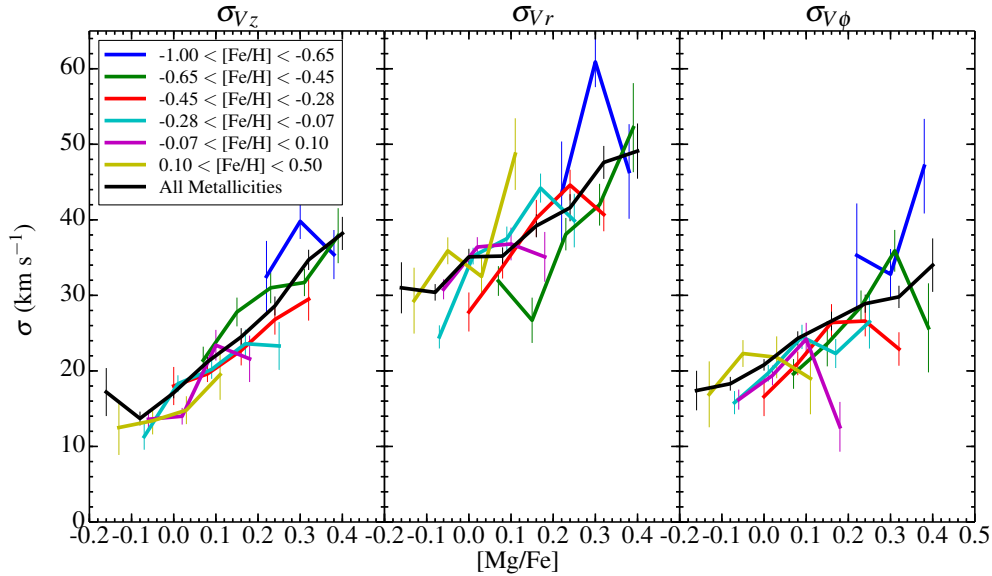 σVz σVr σVϕ
60
50
40
30
20
10
0
σ (km s⁻¹)
-1.00 < [Fe/H] < -0.65
-0.65 < [Fe/H] < -0.45
-0.45 < [Fe/H] < -0.28
-0.28 < [Fe/H] < -0.07
-0.07 < [Fe/H] < 0.10
0.10 < [Fe/H] < 0.50
All Metallicities
-0.2 -0.1 0.0 0.1 0.2 0.3 0.4 -0.2 -0.1 0.0 0.1 0.2 0.3 0.4 -0.2 -0.1 0.0 0.1 0.2 0.3 0.4 0.5
[Mg/Fe]